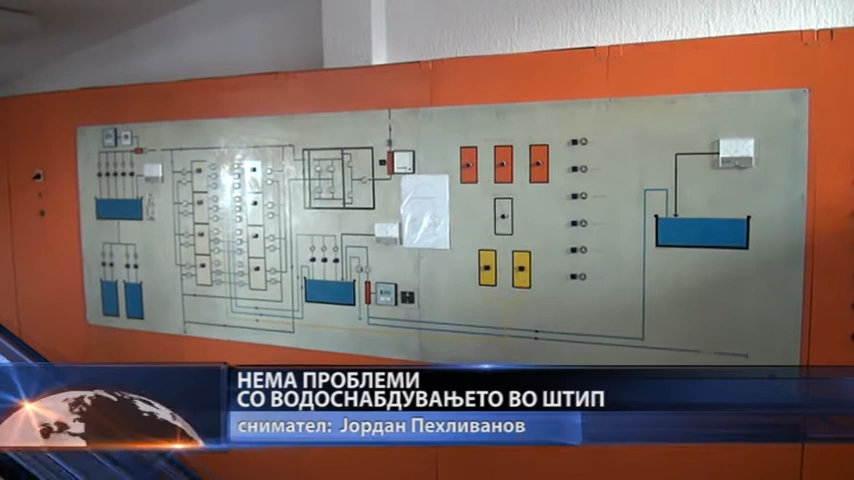 НЕМА ПРОБЛЕМИ
СО ВОДОСНАБДУВАЊЕТО ВО ШТИП
снимател: Јордан Пехливанов